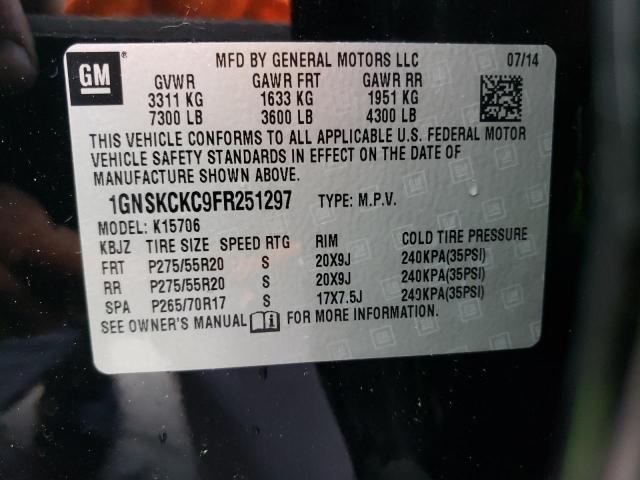 GM
MFD BY GENERAL MOTORS LLC 07/14
GVWR GAWR FRT GAWR RR
3311 KG 1633 KG 1951 KG
7300 LB 3600 LB 4300 LB
THIS VEHICLE CONFORMS TO ALL APPLICABLE U.S. FEDERAL MOTOR
VEHICLE SAFETY STANDARDS IN EFFECT ON THE DATE OF
MANUFACTURE SHOWN ABOVE.
1GNSKCKC9FR251297 TYPE: M.P.V.
MODEL: K15706
KBJZ TIRE SIZE SPEED RTG RIM COLD TIRE PRESSURE
FRT P275/55R20 S 20X9J 240KPA(35PSI)
RR P275/55R20 S 20X9J 240KPA(35PSI)
SPA P265/70R17 S 17X7.5J 240KPA(35PSI)
SEE OWNER'S MANUAL i FOR MORE INFORMATION.